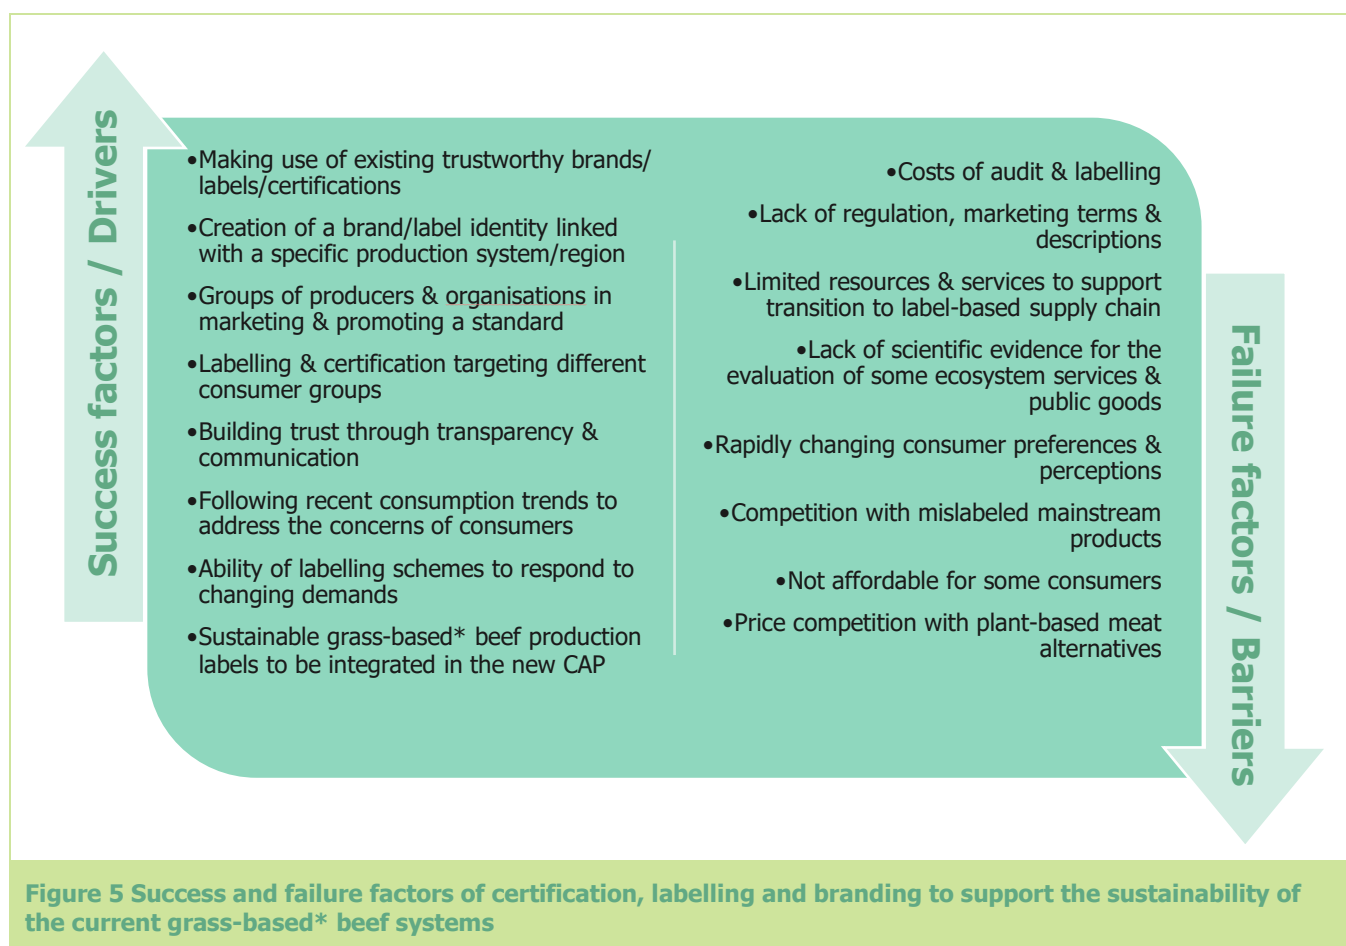 Success factors / Drivers
•Making use of existing trustworthy brands/
labels/certifications
•Creation of a brand/label identity linked
with a specific production system/region
•Groups of producers & organisations in
marketing & promoting a standard
•Labelling & certification targeting different
consumer groups
•Building trust through transparency &
communication
•Following recent consumption trends to
address the concerns of consumers
•Ability of labelling schemes to respond to
changing demands
•Sustainable grass-based* beef production
labels to be integrated in the new CAP
•Costs of audit & labelling
•Lack of regulation, marketing terms &
descriptions
•Limited resources & services to support
transition to label-based supply chain
•Lack of scientific evidence for the
evaluation of some ecosystem services &
public goods
•Rapidly changing consumer preferences &
perceptions
•Competition with mislabeled mainstream
products
•Not affordable for some consumers
•Price competition with plant-based meat
alternatives
Failure factors / Barriers
Figure 5 Success and failure factors of certification, labelling and branding to support the sustainability of
the current grass-based* beef systems